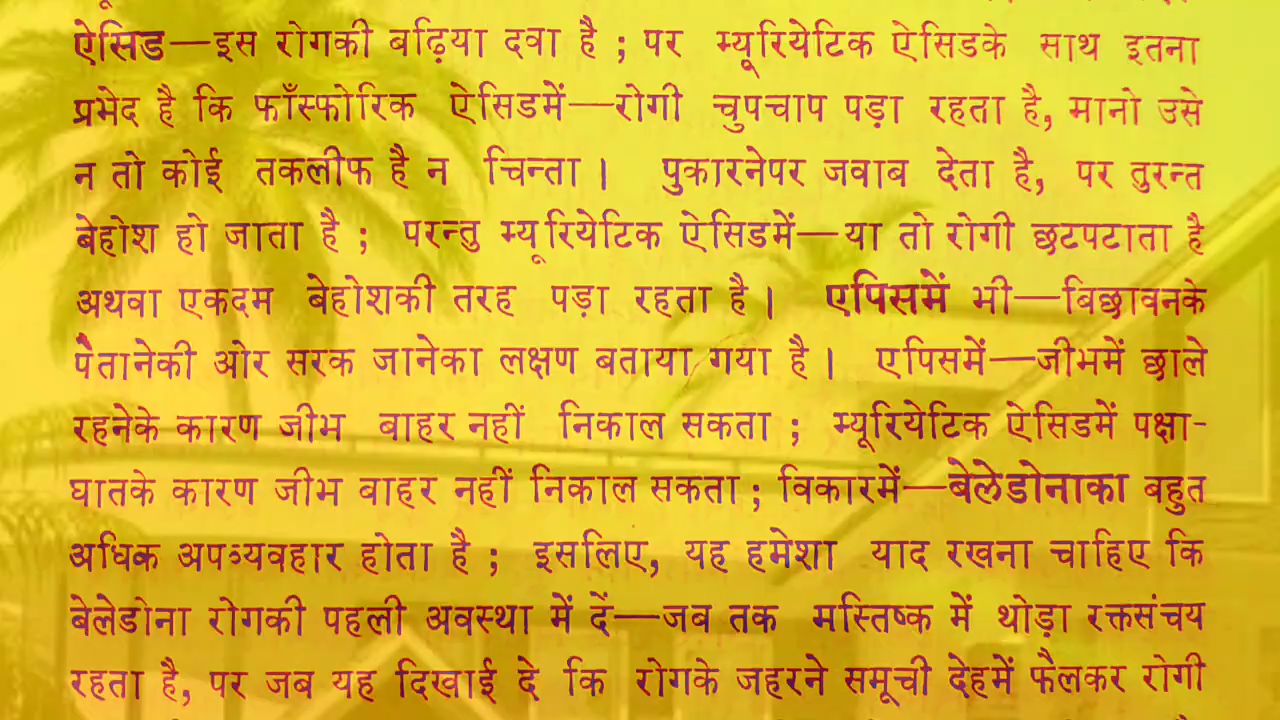 ऐसिड—इस रोगकी बढ़िया दवा है ; पर म्यूरियेटिक ऐसिडके साथ इतना
प्रभेद है कि फाँस्फोरिक ऐसिडमें—रोगी चुपचाप पड़ा रहता है, मानो उसे
न तो कोई तकलीफ है न चिन्ता । पुकारनेपर जवाब देता है, पर तुरन्त
बेहोश हो जाता है ; परन्तु म्यूरियेटिक ऐसिडमें—या तो रोगी छटपटाता है
अथवा एकदम बेहोशकी तरह पड़ा रहता है । एपिसमें भी—बिछावनके
पैतानेकी ओर सरक जानेका लक्षण बताया गया है । एपिसमें—जीभमें छाले
रहनेके कारण जीभ बाहर नहीं निकाल सकता ; म्यूरियेटिक ऐसिडमें पक्षा-
घातके कारण जीभ बाहर नहीं निकाल सकता ; विकारमें—बेलेडोनाका बहुत
अधिक अपव्यवहार होता है ; इसलिए, यह हमेशा याद रखना चाहिए कि
बेलेडोना रोगकी पहली अवस्था में दें—जब तक मस्तिष्क में थोड़ा रक्तसंचय
रहता है, पर जब यह दिखाई दे कि रोगके जहरने समूची देहमें फैलकर रोगी